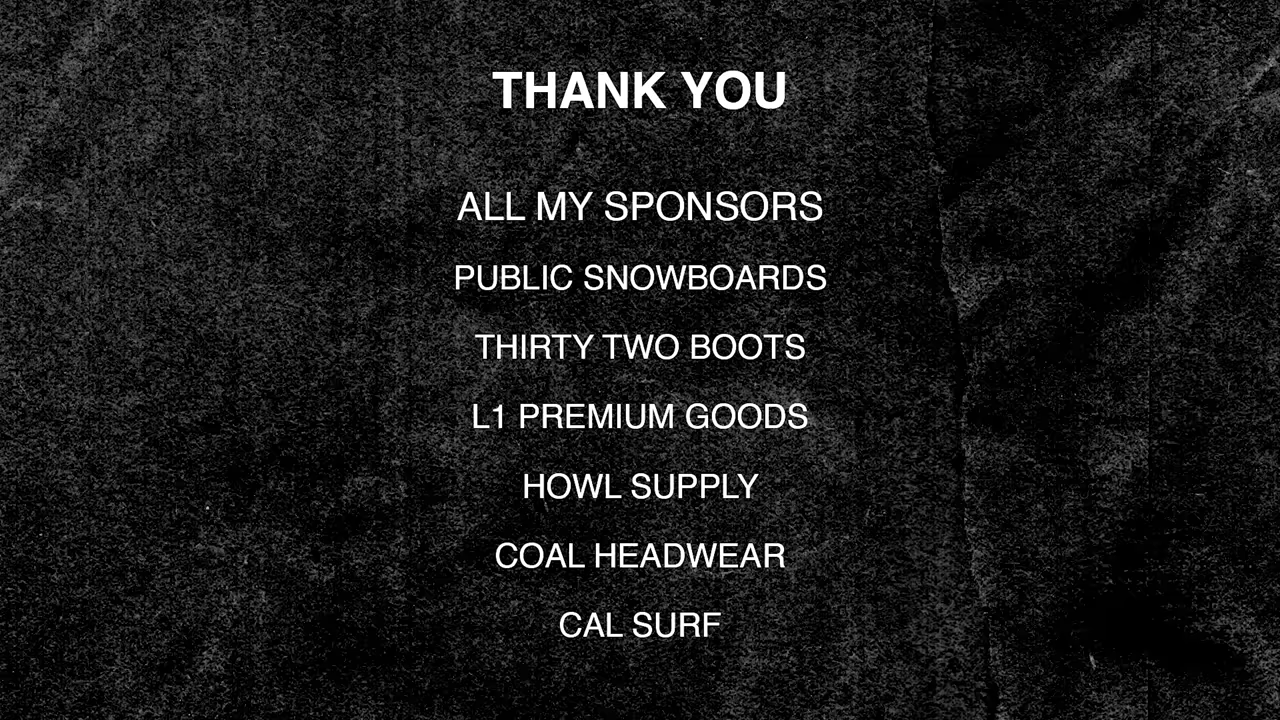 THANK YOU
ALL MY SPONSORS
PUBLIC SNOWBOARDS
THIRTY TWO BOOTS
L1 PREMIUM GOODS
HOWL SUPPLY
COAL HEADWEAR
CAL SURF